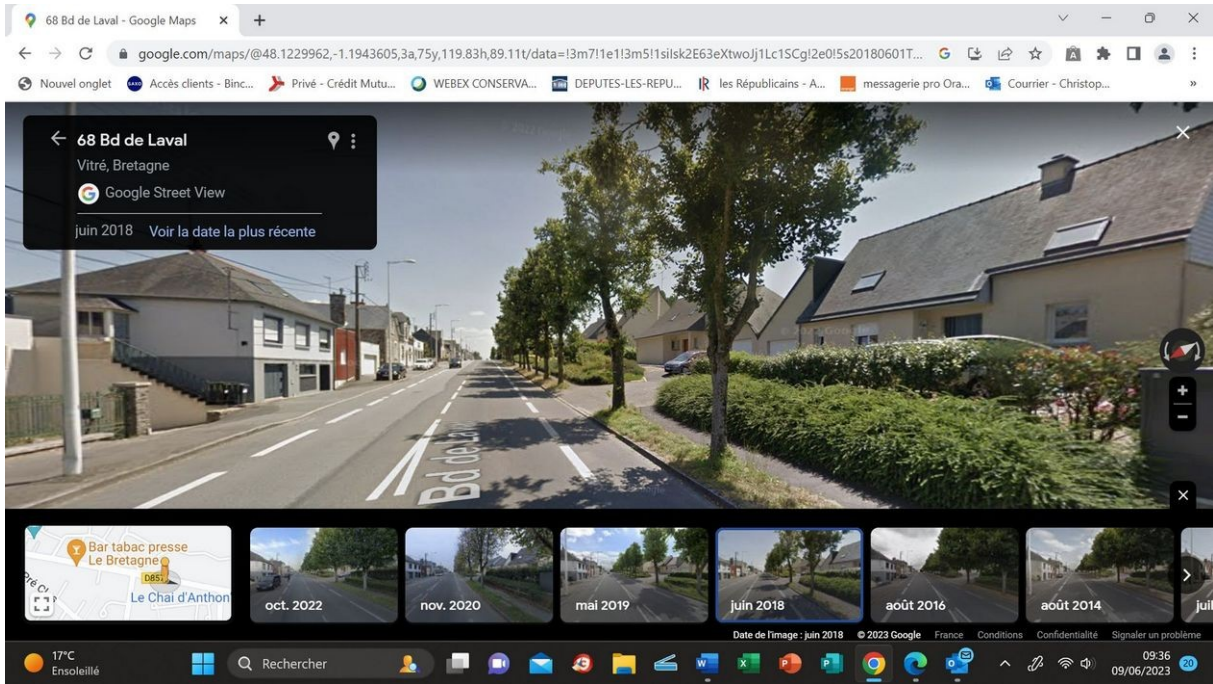 68 Bd de Laval - Google Maps
google.com/maps/@48.1229962,-1.1943605,3a,75y,119.83h,89.11t/data=!3m7!1e1!3m5!1silsk2E63eXtwoJj1Lc1SCg!2e0!5s20180601T...
Nouvel onglet
Accès clients - Binc...
Privé - Crédit Mutu...
WEBEX CONSERVA...
DEPUTES-LES-REPU...
les Républicains - A...
messagerie pro Ora...
Courrier - Christop...
68 Bd de Laval
Vitré, Bretagne
Google Street View
juin 2018 Voir la date la plus récente
Bd de Laval
Bar tabac presse
Le Bretagne
D857
Le Chai d'Anthon
oct. 2022
nov. 2020
mai 2019
juin 2018
août 2016
août 2014
juil
Date de l'image : juin 2018 © 2023 Google France Conditions Confidentialité Signaler un problème
17°C
Ensoleillé
Rechercher
09:36
09/06/2023
20